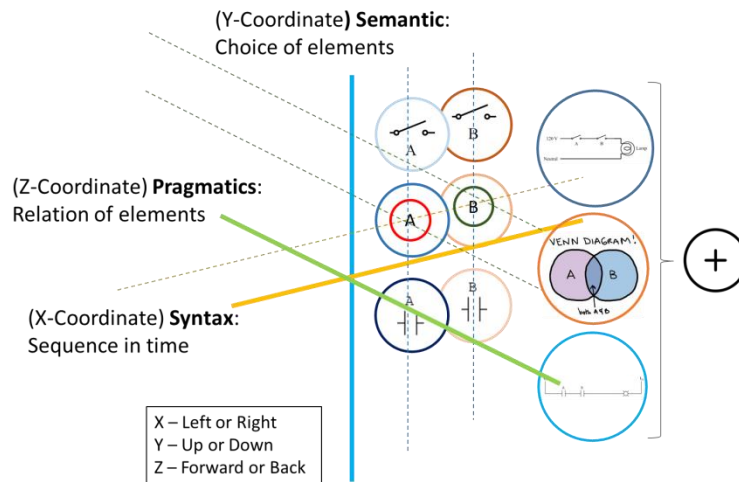 (Y-Coordinate) Semantic:
Choice of elements
A
B
120 V
A
B
Lamp
Neutral
(Z-Coordinate) Pragmatics:
Relation of elements
A
B
VENN DIAGRAM!
A
B
both A & B
(X-Coordinate) Syntax:
Sequence in time
A
B
X – Left or Right
Y – Up or Down
Z – Forward or Back